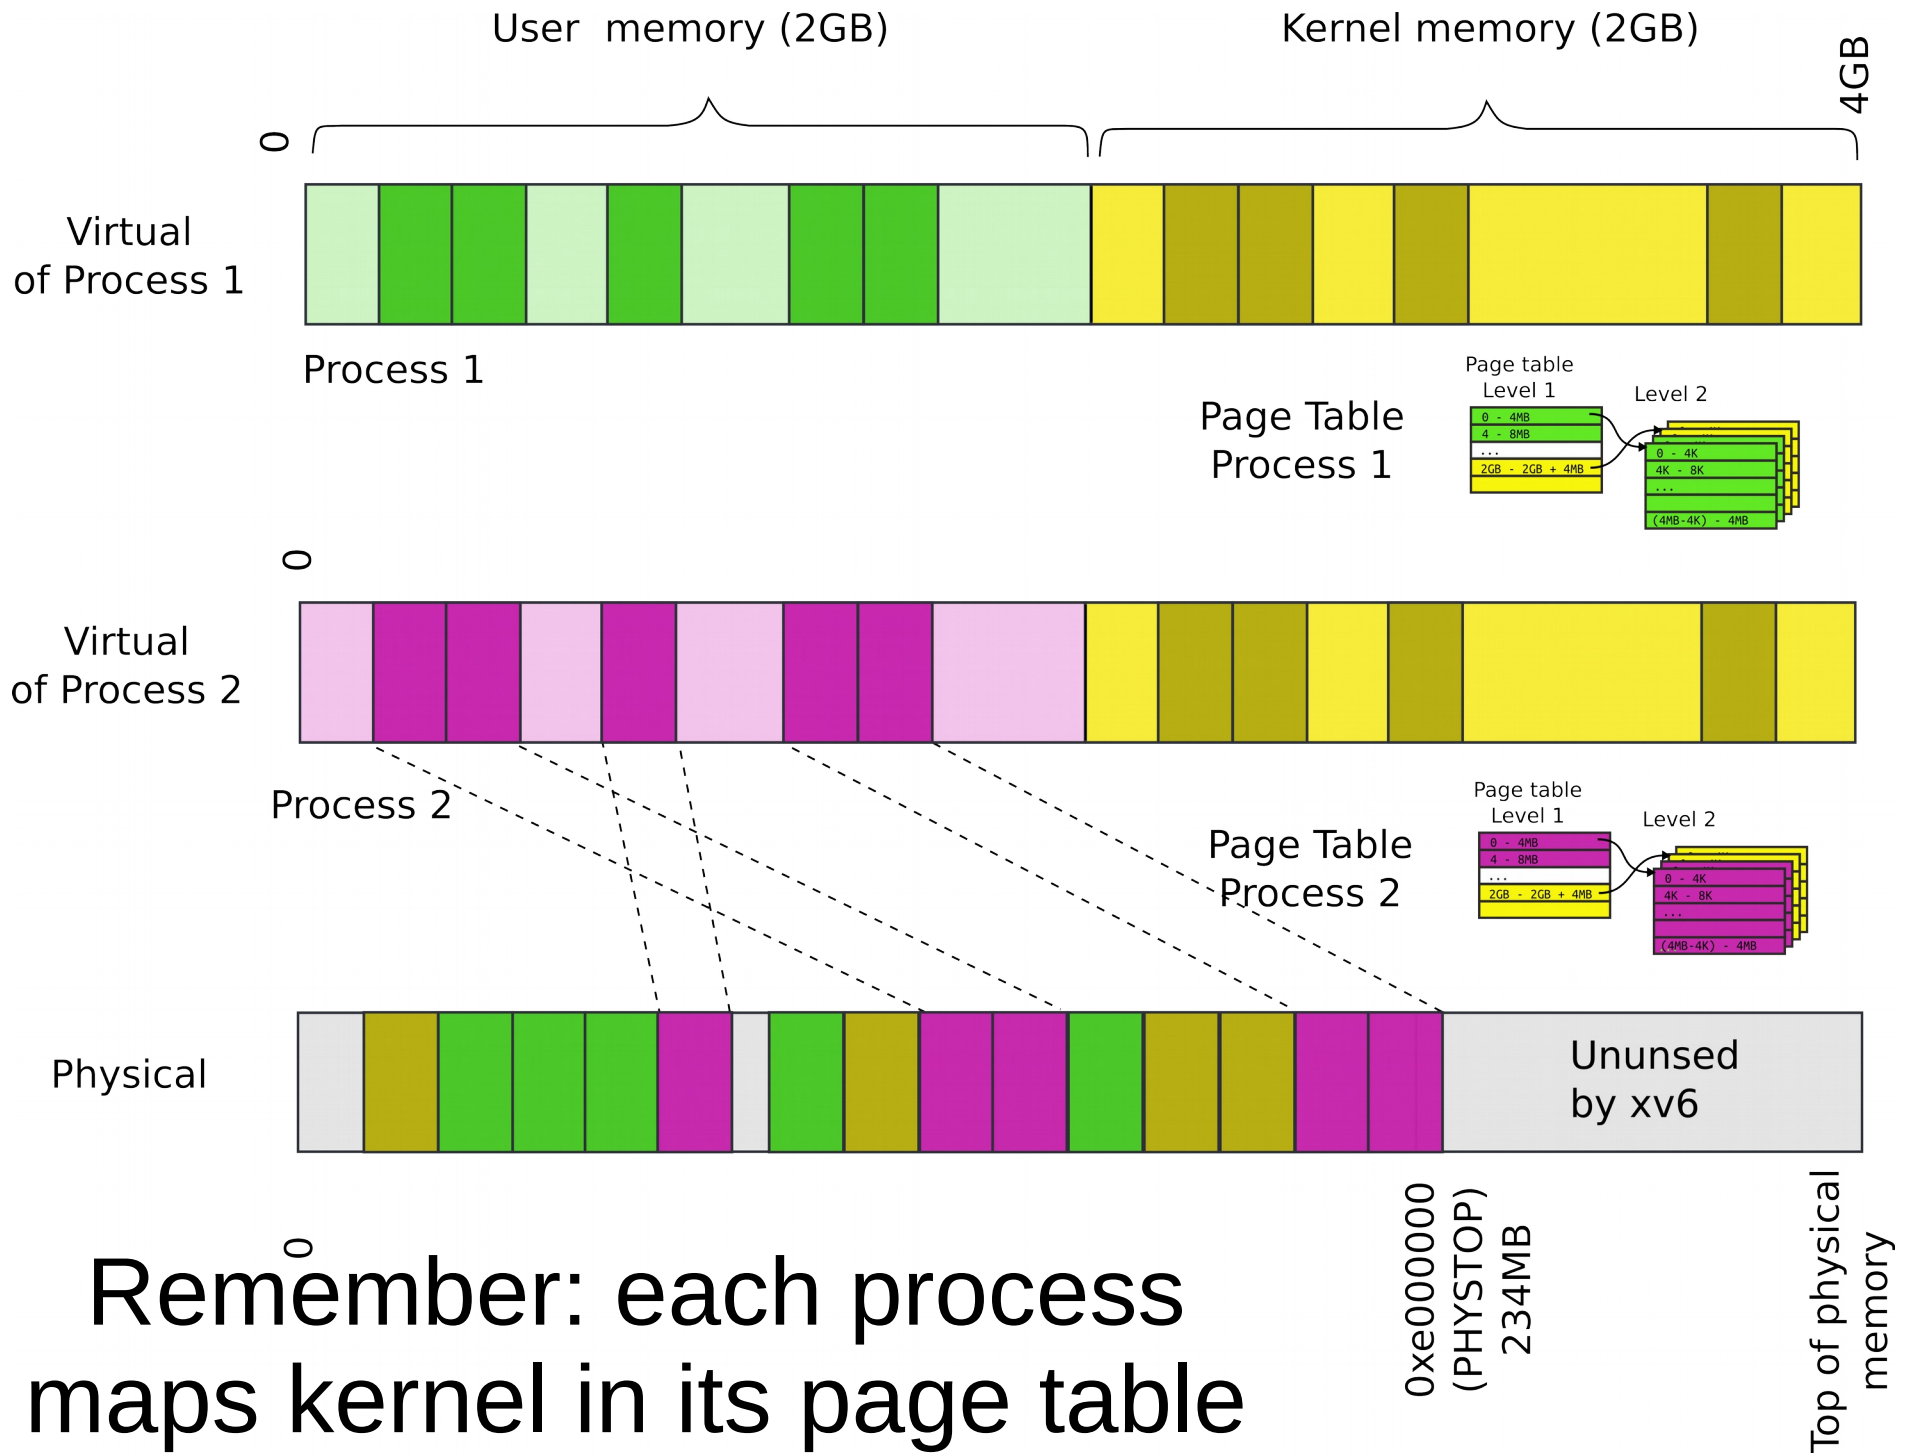 User memory (2GB)
Kernel memory (2GB)
4GB
0
Virtual
of Process 1
Process 1
Page Table
Process 1
Page table
Level 1
Level 2
0 - 4MB
4 - 8MB
...
2GB - 2GB + 4MB
0 - 4K
4K - 8K
...
(4MB-4K) - 4MB
0
Virtual
of Process 2
Process 2
Page Table
Process 2
Page table
Level 1
Level 2
0 - 4MB
4 - 8MB
...
2GB - 2GB + 4MB
0 - 4K
4K - 8K
...
(4MB-4K) - 4MB
Physical
Ununsed
by xv6
0
0xe000000
(PHYSTOP)
234MB
Top of physical
memory
Remember: each process
maps kernel in its page table